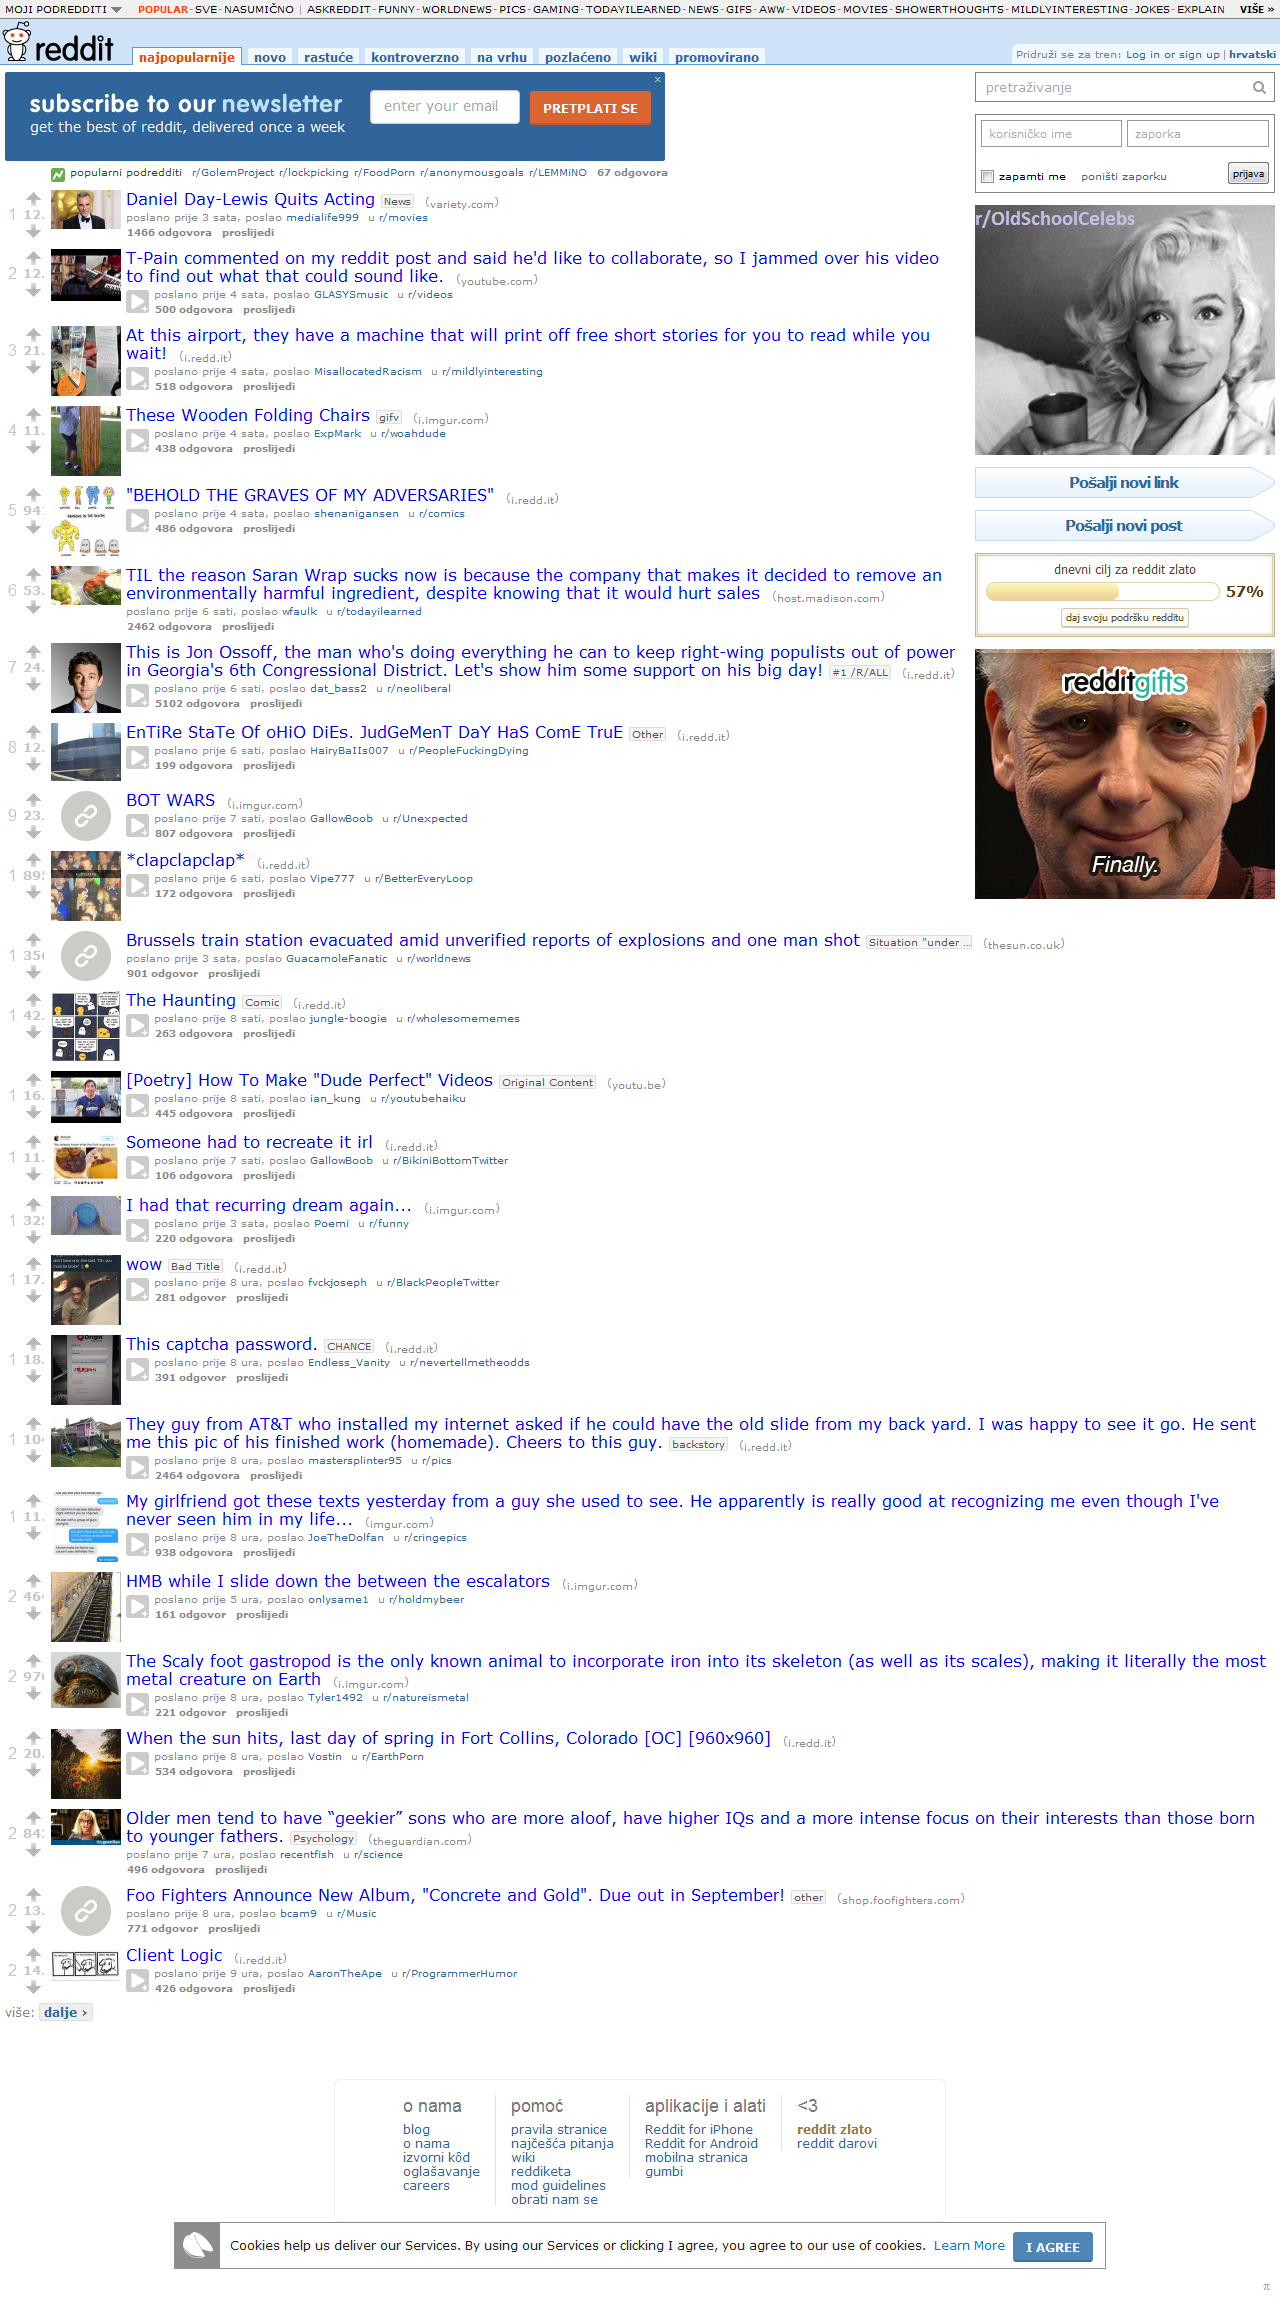 MOJI PODREDDITI POPULAR - SVE - NASUMIČNO | ASKREDDIT - FUNNY - WORLDNEWS - PICS - GAMING - TODAYILEARNED - NEWS - GIFS - AWW - VIDEOS - MOVIES - SHOWERTHOUGHTS - MILDLYINTERESTING - JOKES - EXPLAIN VIŠE »
reddit najpopularnije novo rastuće kontroverzno na vrhu pozlaćeno wiki promovirano Pridruži se za tren: Log in or sign up | hrvatski
subscribe to our newsletter
get the best of reddit, delivered once a week
enter your email PRETPLATI SE
popularni podredditi r/GolemProject r/lockpicking r/FoodPorn r/anonymousgoals r/LEMMiNO 67 odgovora
1 12. Daniel Day-Lewis Quits Acting News (variety.com)
poslano prije 3 sata, poslao medialife999 u r/movies
1466 odgovora proslijedi
2 12. T-Pain commented on my reddit post and said he'd like to collaborate, so I jammed over his video
to find out what that could sound like. (youtube.com)
poslano prije 4 sata, poslao GLASYSmusic u r/videos
500 odgovora proslijedi
3 21. At this airport, they have a machine that will print off free short stories for you to read while you
wait! (i.redd.it)
poslano prije 4 sata, poslao MisallocatedRacism u r/mildlyinteresting
518 odgovora proslijedi
4 11. These Wooden Folding Chairs gifv (i.imgur.com)
poslano prije 4 sata, poslao ExpMark u r/woahdude
438 odgovora proslijedi
5 94 "BEHOLD THE GRAVES OF MY ADVERSARIES" (i.redd.it)
poslano prije 4 sata, poslao shenanigansen u r/comics
486 odgovora proslijedi
6 53. TIL the reason Saran Wrap sucks now is because the company that makes it decided to remove an
environmentally harmful ingredient, despite knowing that it would hurt sales (host.madison.com)
poslano prije 6 sati, poslao wfaulk u r/todayilearned
2462 odgovora proslijedi
7 24. This is Jon Ossoff, the man who's doing everything he can to keep right-wing populists out of power
in Georgia's 6th Congressional District. Let's show him some support on his big day! #1 /R/ALL (i.redd.it)
poslano prije 6 sati, poslao dat_bass2 u r/neoliberal
5102 odgovora proslijedi
8 12. EnTiRe StaTe Of oHiO DiEs. JudGeMenT DaY HaS ComE TruE Other (i.redd.it)
poslano prije 6 sati, poslao HairyBaIIs007 u r/PeopleFuckingDying
199 odgovora proslijedi
9 23. BOT WARS (i.imgur.com)
poslano prije 7 sati, poslao GallowBoob u r/Unexpected
807 odgovora proslijedi
1 895 *clapclapclap* (i.redd.it)
poslano prije 6 sati, poslao Vipe777 u r/BetterEveryLoop
172 odgovora proslijedi
1 356 Brussels train station evacuated amid unverified reports of explosions and one man shot Situation "under ... (thesun.co.uk)
poslano prije 3 sata, poslao GuacamoleFanatic u r/worldnews
901 odgovor proslijedi
1 42. The Haunting Comic (i.redd.it)
poslano prije 8 sati, poslao jungle-boogie u r/wholesomememes
263 odgovora proslijedi
1 16. [Poetry] How To Make "Dude Perfect" Videos Original Content (youtu.be)
poslano prije 8 sati, poslao ian_kung u r/youtubehaiku
445 odgovora proslijedi
1 11. Someone had to recreate it irl (i.redd.it)
poslano prije 7 sati, poslao GallowBoob u r/BikiniBottomTwitter
106 odgovora proslijedi
1 325 I had that recurring dream again... (i.imgur.com)
poslano prije 3 sata, poslao Poemi u r/funny
220 odgovora proslijedi
1 17. wow Bad Title (i.redd.it)
poslano prije 8 ura, poslao fvckjoseph u r/BlackPeopleTwitter
281 odgovor proslijedi
1 18. This captcha password. CHANCE (i.redd.it)
poslano prije 8 ura, poslao Endless_Vanity u r/nevertellmetheodds
391 odgovor proslijedi
1 10 They guy from AT&T who installed my internet asked if he could have the old slide from my back yard. I was happy to see it go. He sent
me this pic of his finished work (homemade). Cheers to this guy. backstory (i.redd.it)
poslano prije 8 ura, poslao mastersplinter95 u r/pics
2464 odgovora proslijedi
1 11. My girlfriend got these texts yesterday from a guy she used to see. He apparently is really good at recognizing me even though I've
never seen him in my life... (imgur.com)
poslano prije 8 ura, poslao JoeTheDolfan u r/cringepics
938 odgovora proslijedi
2 46 HMB while I slide down the between the escalators (i.imgur.com)
poslano prije 5 ura, poslao onlysame1 u r/holdmybeer
161 odgovor proslijedi
2 97 The Scaly foot gastropod is the only known animal to incorporate iron into its skeleton (as well as its scales), making it literally the most
metal creature on Earth (i.imgur.com)
poslano prije 8 ura, poslao Tyler1492 u r/natureismetal
221 odgovor proslijedi
2 20. When the sun hits, last day of spring in Fort Collins, Colorado [OC] [960x960] (i.redd.it)
poslano prije 8 ura, poslao Vostin u r/EarthPorn
534 odgovora proslijedi
2 84 Older men tend to have “geekier” sons who are more aloof, have higher IQs and a more intense focus on their interests than those born
to younger fathers. Psychology (theguardian.com)
poslano prije 7 ura, poslao recentfish u r/science
496 odgovora proslijedi
2 13. Foo Fighters Announce New Album, "Concrete and Gold". Due out in September! other (shop.foofighters.com)
poslano prije 8 ura, poslao bcam9 u r/Music
771 odgovor proslijedi
2 14. Client Logic (i.redd.it)
poslano prije 9 ura, poslao AaronTheApe u r/ProgrammerHumor
426 odgovora proslijedi
više: dalje ›
pretraživanje
korisničko ime zaporka
zapamti me poništi zaporku prijava
r/OldSchoolCelebs
Pošalji novi link
Pošalji novi post
dnevni cilj za reddit zlato
57%
daj svoju podršku redditu
redditgifts
Finally.
o nama
blog
o nama
izvorni kôd
oglašavanje
careers
pomoć
pravila stranice
najčešća pitanja
wiki
reddiketa
mod guidelines
obrati nam se
aplikacije i alati
Reddit for iPhone
Reddit for Android
mobilna stranica
gumbi
<3
reddit zlato
reddit darovi
Cookies help us deliver our Services. By using our Services or clicking I agree, you agree to our use of cookies. Learn More I AGREE
π